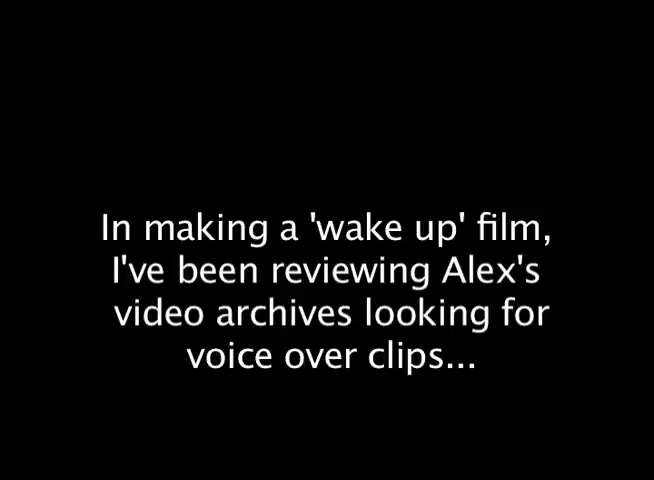 In making a 'wake up' film,
I've been reviewing Alex's
video archives looking for
voice over clips...